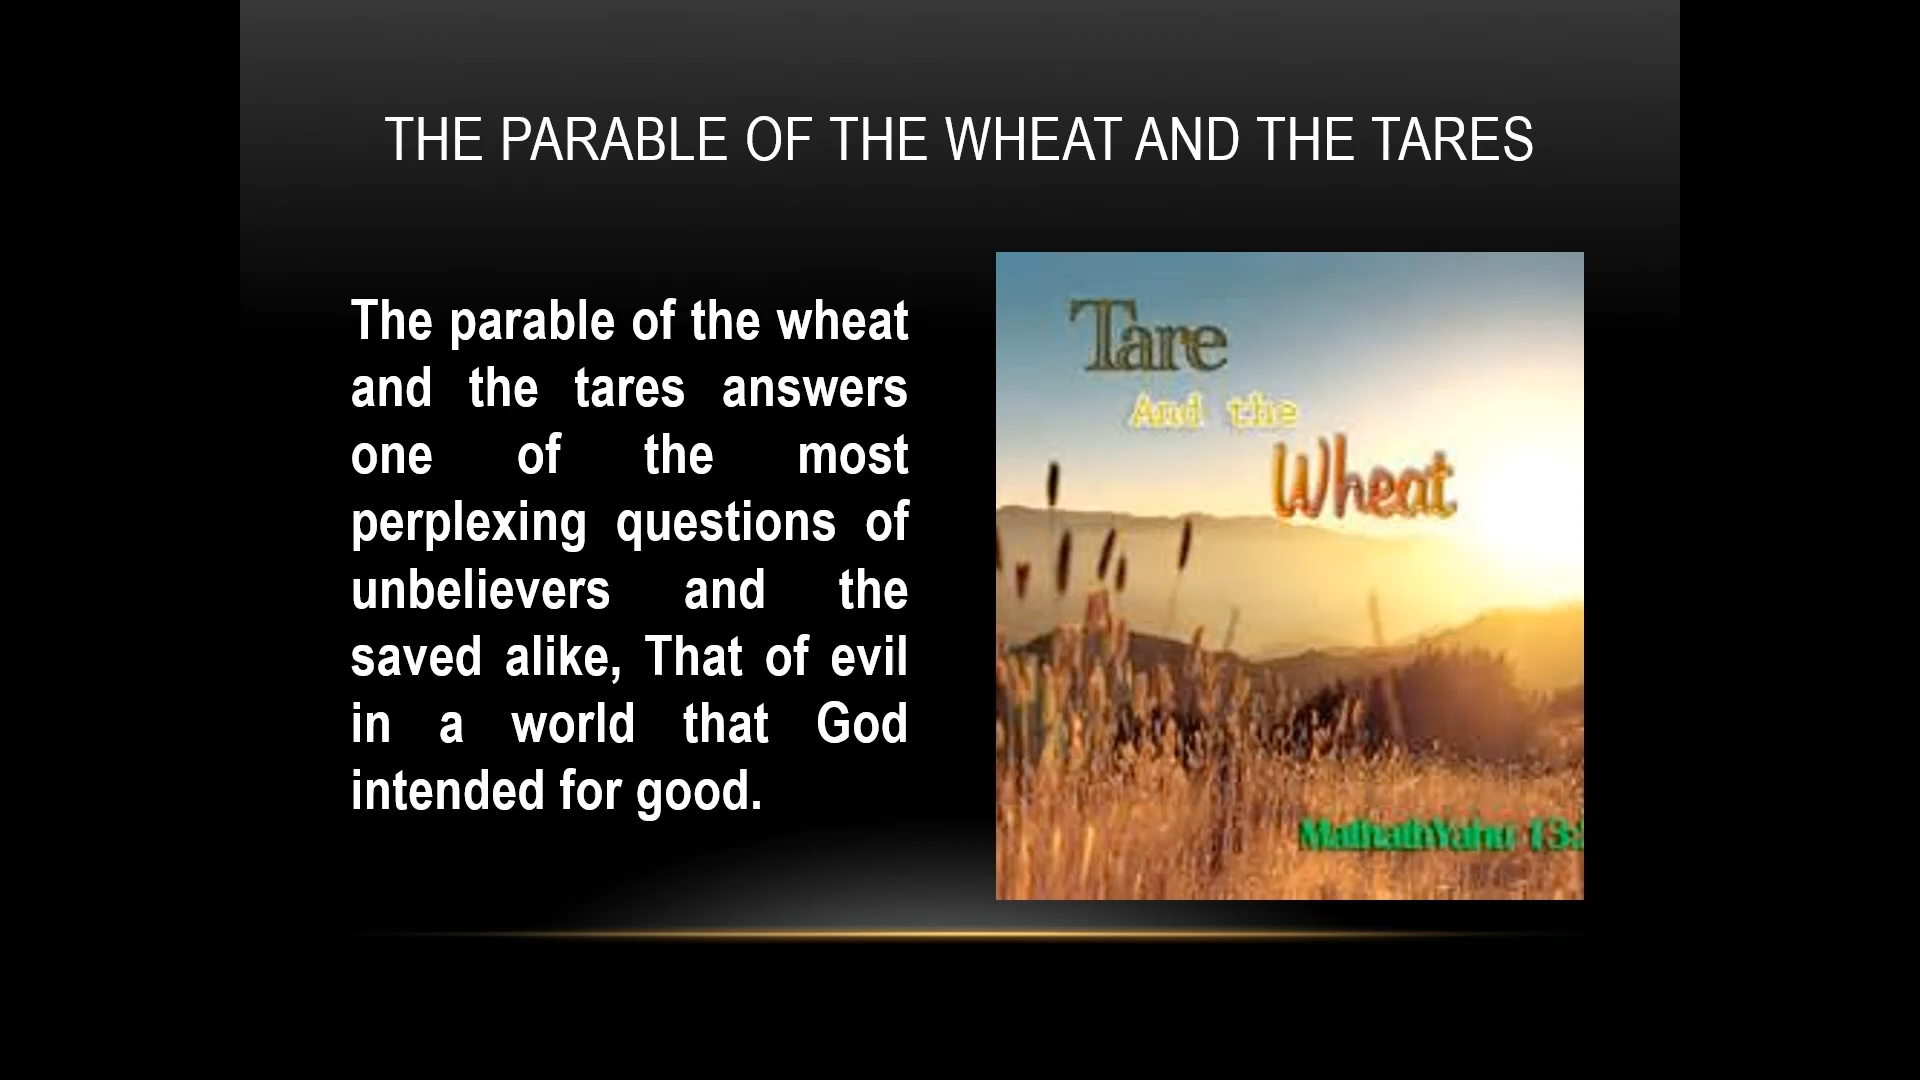 THE PARABLE OF THE WHEAT AND THE TARES
The parable of the wheat
and the tares answers
one of the most
perplexing questions of
unbelievers and the
saved alike, That of evil
in a world that God
intended for good.
Tare
And the
Wheat
MathathYahu 13: